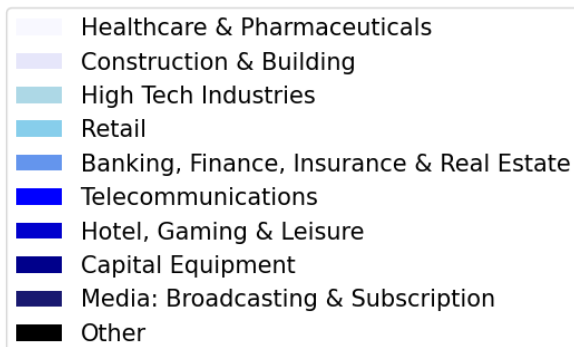 Healthcare & Pharmaceuticals
Construction & Building
High Tech Industries
Retail
Banking, Finance, Insurance & Real Estate
Telecommunications
Hotel, Gaming & Leisure
Capital Equipment
Media: Broadcasting & Subscription
Other